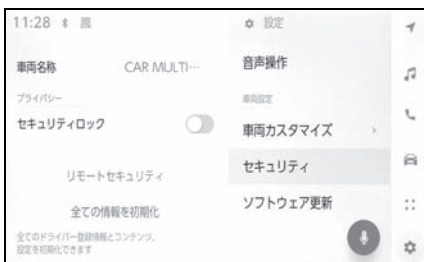 11:28
車両名称 CAR MULTI…
プライバシー
セキュリティロック
リモートセキュリティ
全ての情報を初期化
全てのドライバー登録情報とコンテンツ、
設定を初期化できます
設定
音声操作
車両設定
車両カスタマイズ
セキュリティ
ソフトウェア更新